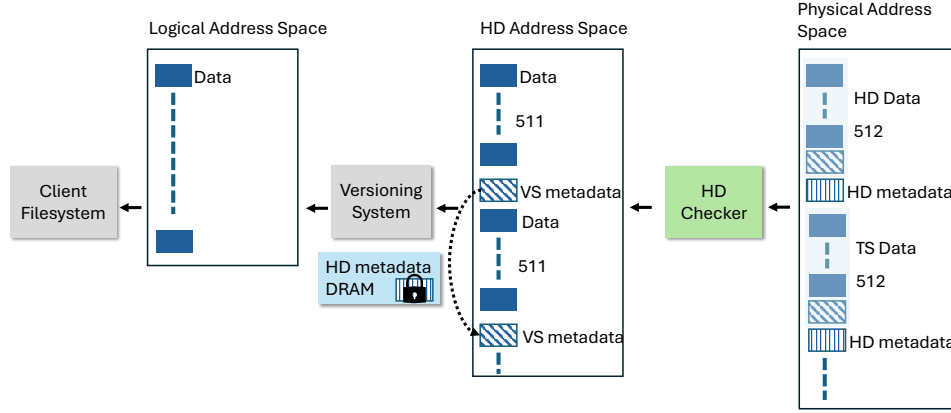 Logical Address Space
HD Address Space
Physical Address
Space
Data
Data
511
VS metadata
Data
511
VS metadata
HD Data
512
HD metadata
TS Data
512
HD metadata
Client
Filesystem
Versioning
System
HD metadata
DRAM
HD
Checker